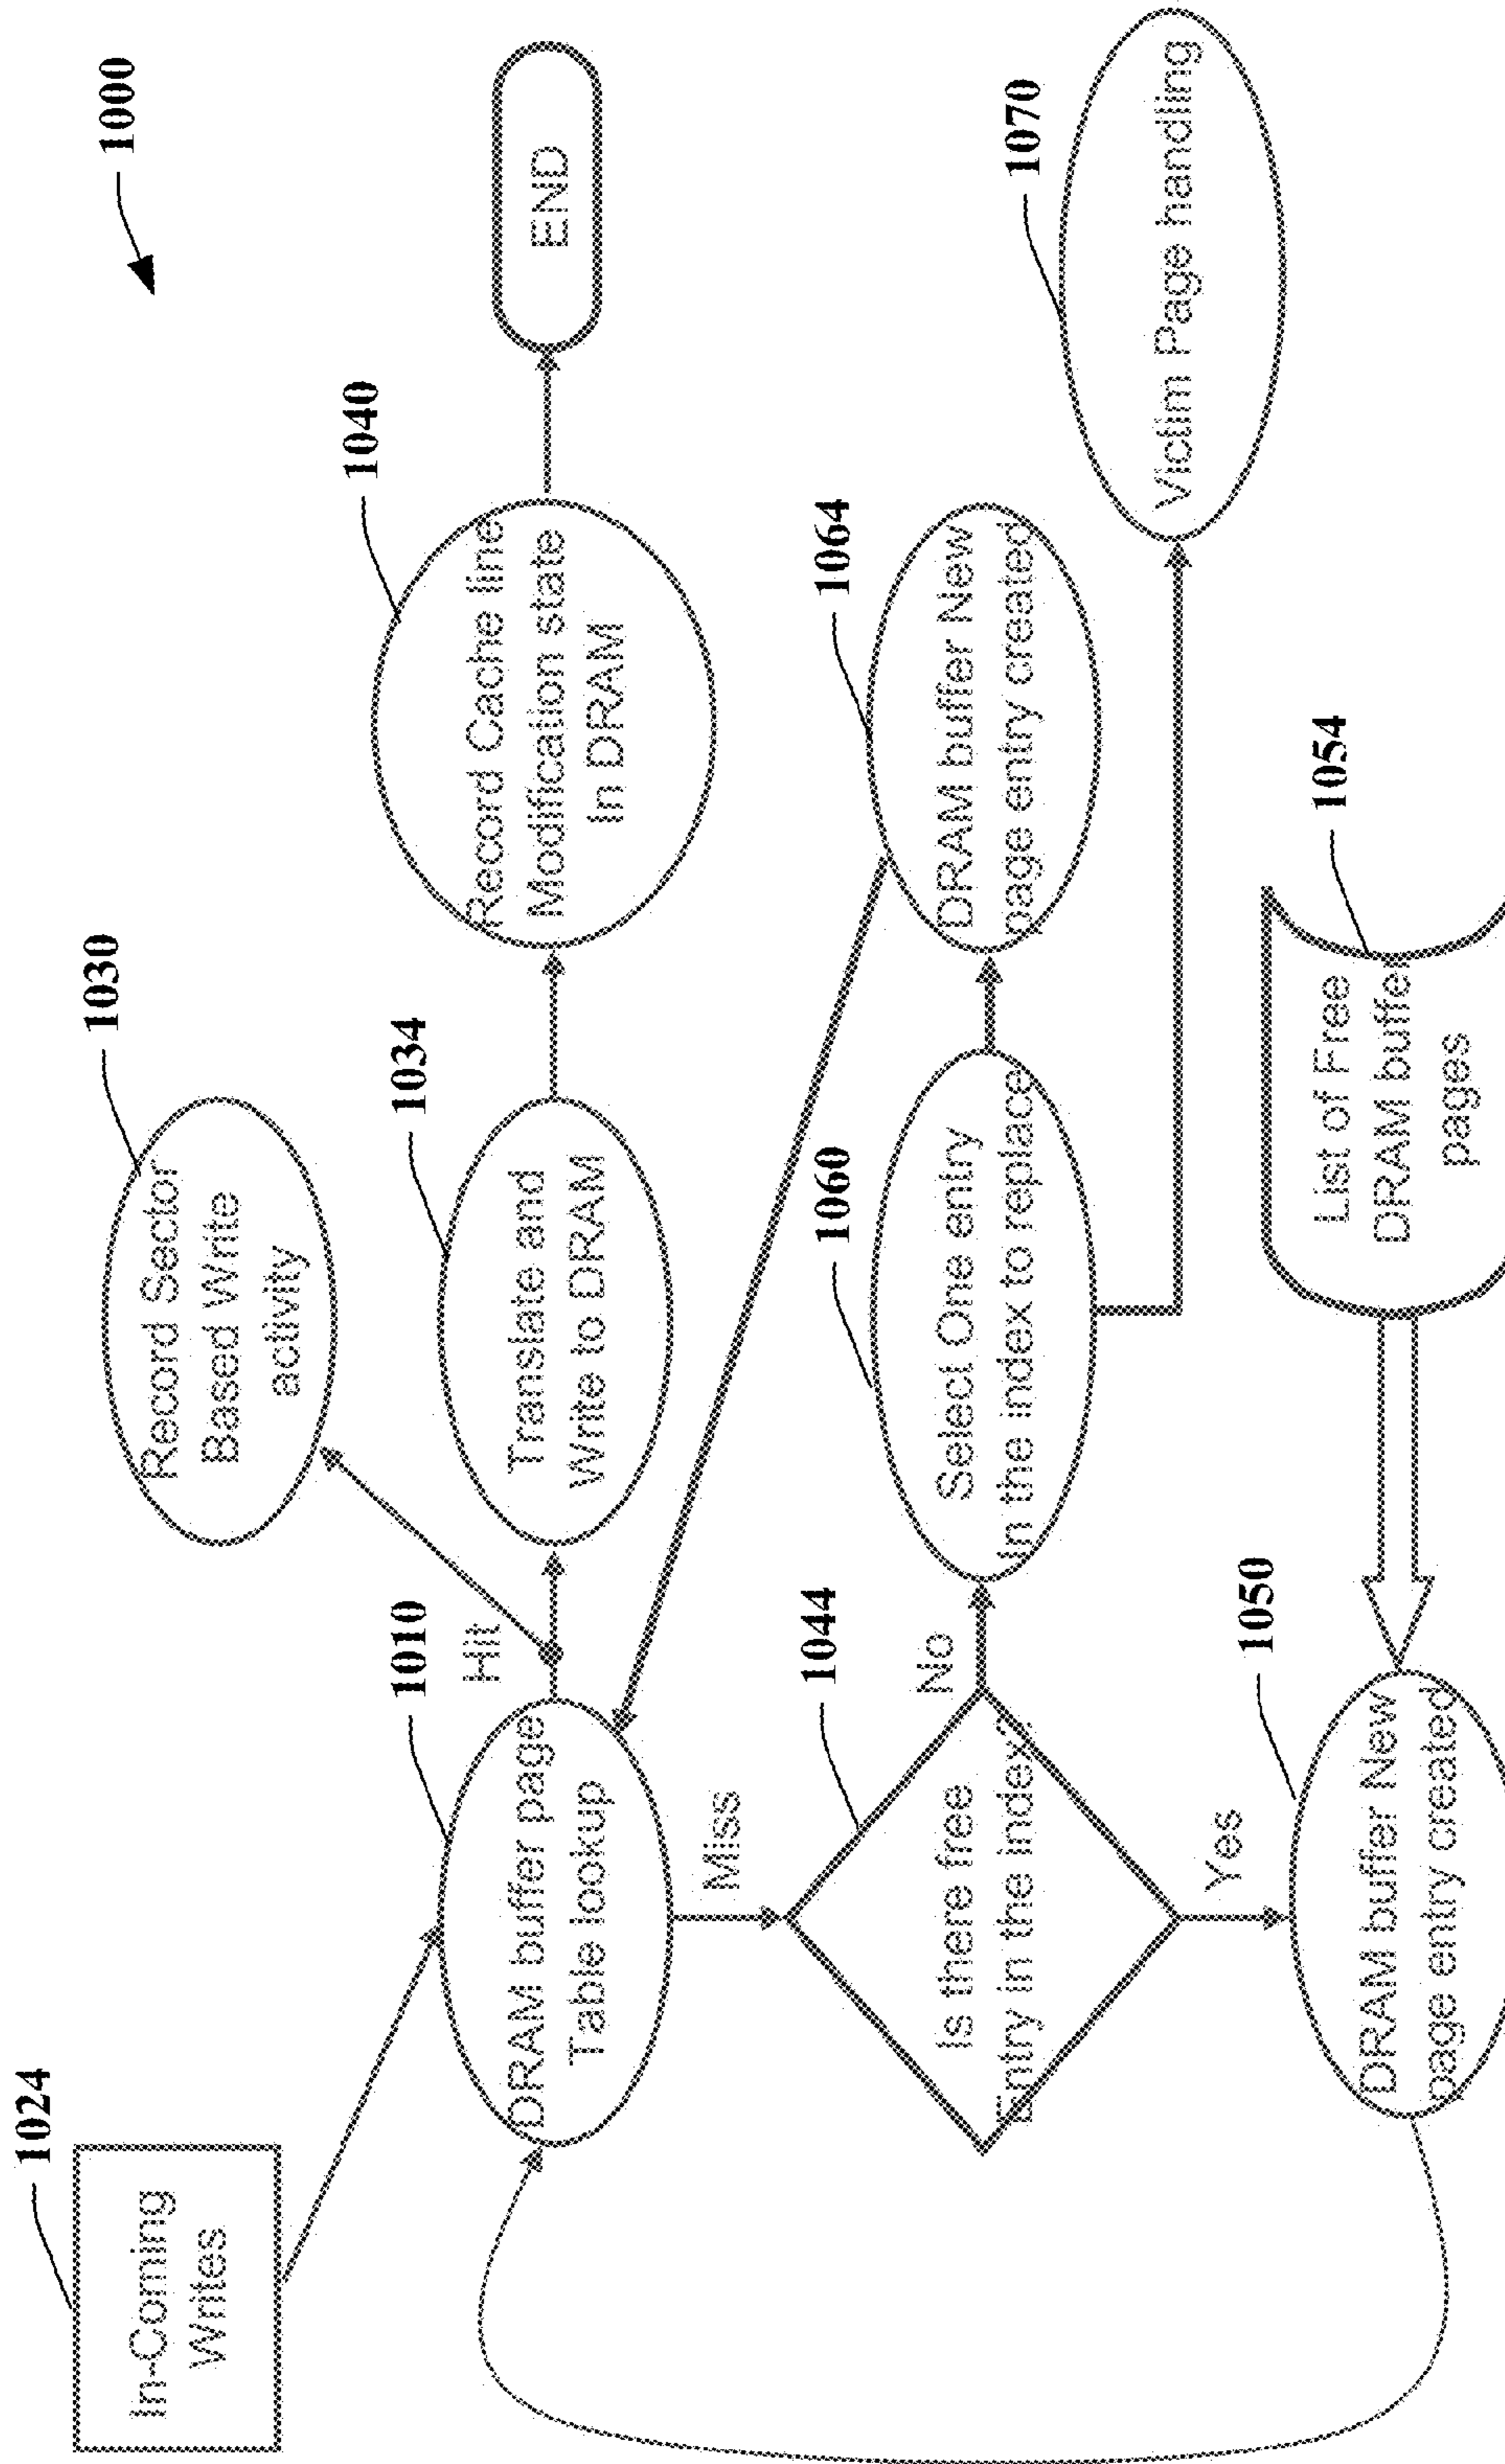 1000
1024
In-Coming
Writes
1030
Record Sector
Based Write
activity
1010
DRAM buffer page
Table lookup
Hit
1034
Translate and
Write to DRAM
1040
Record Cache line
Modification state
In DRAM
END
Miss
1044
Is there free
Entry in the Index?
No
1060
Select One entry
in the index to replace
1064
DRAM buffer New
page entry created
1070
Victim Page handling
Yes
1050
DRAM buffer New
page entry created
1054
List of Free
DRAM buffer
pages